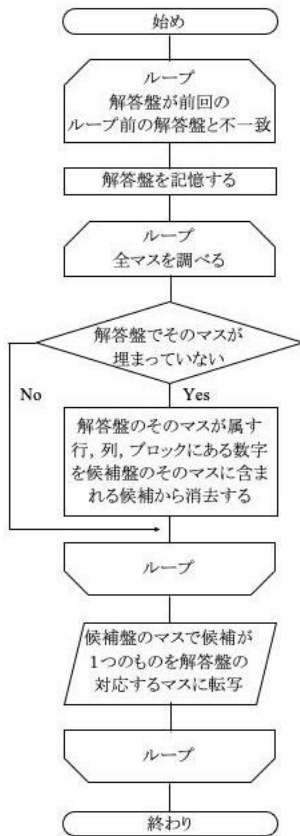 始め
ループ
解答盤が前回の
ループ前の解答盤と不一致
解答盤を記憶する
ループ
全マスを調べる
解答盤でそのマスが
埋まっていない
No
Yes
解答盤のそのマスが属す
行, 列, ブロックにある数字
を候補盤のそのマスに含ま
れる候補から消去する
ループ
候補盤のマスで候補が
1つのものを解答盤の
対応するマスに転写
ループ
終わり